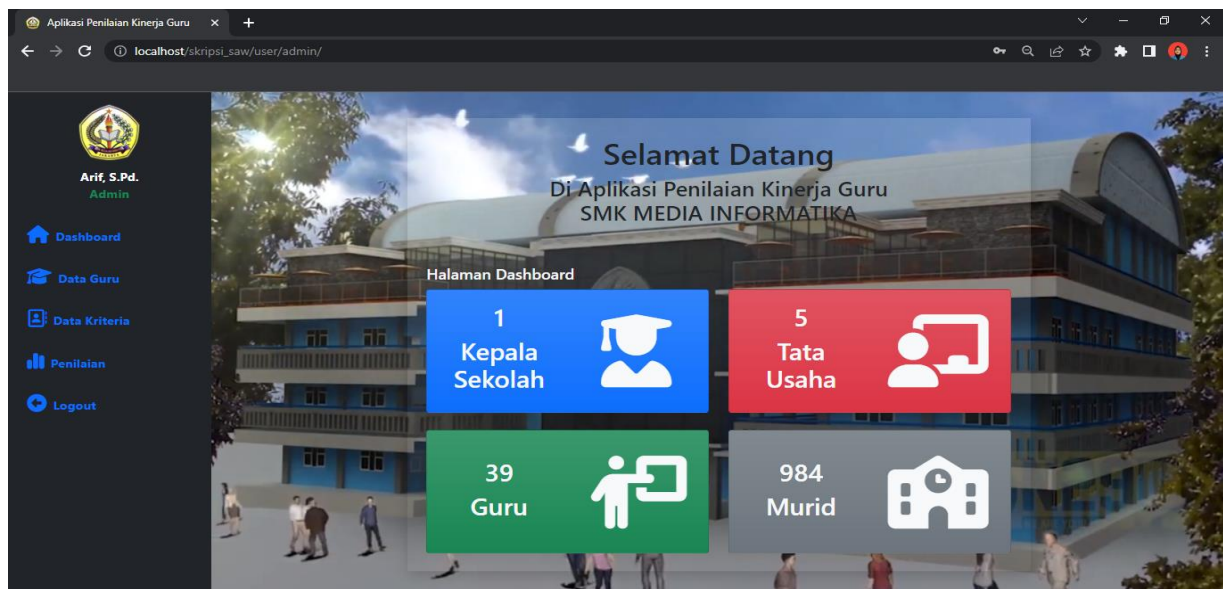 Aplikasi Penilaian Kinerja Guru
localhost/skripsi_saw/user/admin/
Arif, S.Pd.
Admin
Dashboard
Data Guru
Data Kriteria
Penilaian
Logout
Selamat Datang
Di Aplikasi Penilaian Kinerja Guru
SMK MEDIA INFORMATIKA
Halaman Dashboard
1
Kepala
Sekolah
5
Tata
Usaha
39
Guru
984
Murid